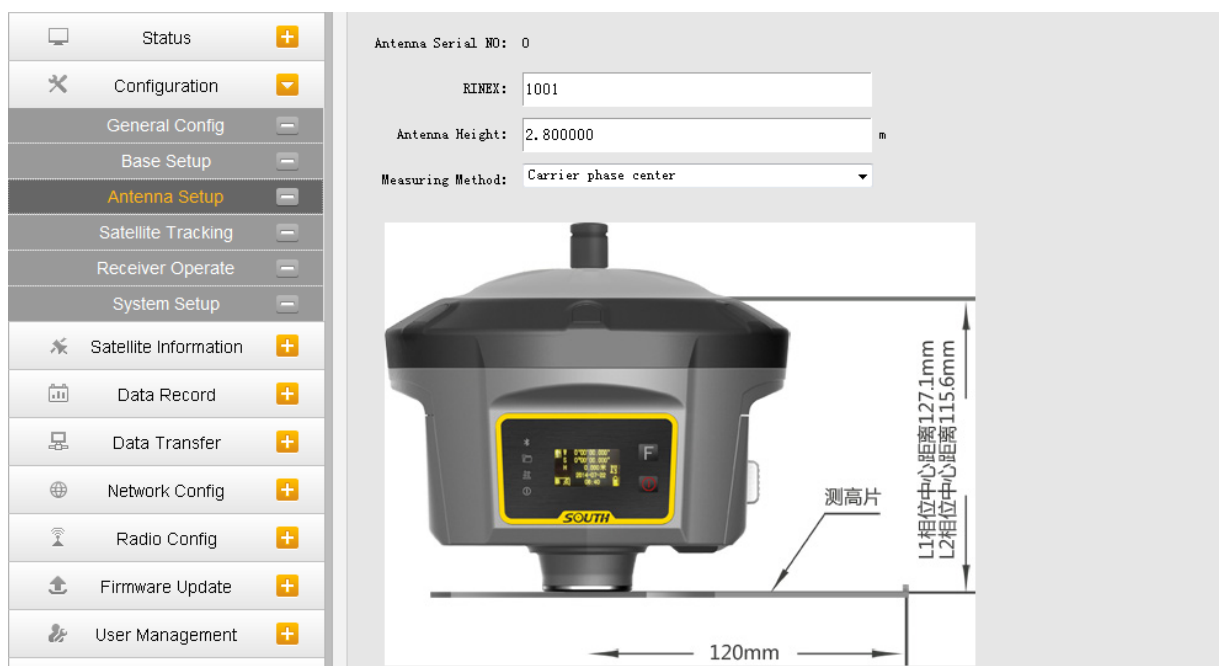 Status
Configuration
General Config
Base Setup
Antenna Setup
Satellite Tracking
Receiver Operate
System Setup
Satellite Information
Data Record
Data Transfer
Network Config
Radio Config
Firmware Update
User Management
Antenna Serial NO: 0
RINEX: 1001
Antenna Height: 2.800000 m
Measuring Method: Carrier phase center
F
SOUTH
测高片
L1相位中心距离127.1mm
L2相位中心距离115.6mm
120mm